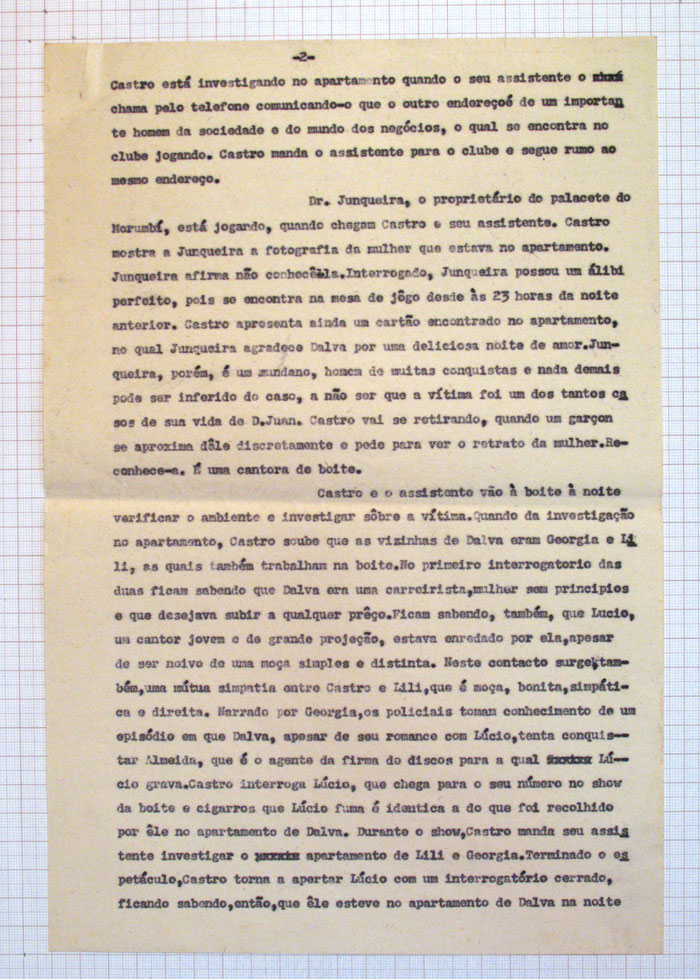 -2-
Castro está investigando no apartamento quando o seu assistente o
chama pelo telefone comunicando-o que o outro endereçoé de um importan
te homem da sociedade e do mundo dos negócios, o qual se encontra no
clube jogando. Castro manda o assistente para o clube e segue rumo ao
mesmo endereço.
Dr. Junqueira, o proprietário do palacete do
Morumbí, está jogando, quando chegam Castro e seu assistente. Castro
mostra a Junqueira a fotografia da mulher que estava no apartamento.
Junqueira afirma não conhecêlla.Interrogado, Junqueira possou um álibi
perfeito, pois se encontra na mesa de jôgo desde às 23 horas da noite
anterior. Castro apresenta ainda um cartão encontrado no apartamento,
no qual Junqueira agradece Dalva por uma deliciosa noite de amor.Jun-
queira, porém, é um mundano, homem de muitas conquistas e nada demais
pode ser inferido do caso, a não ser que a vítima foi um dos tantos ca
sos de sua vida de D.Juan. Castro vai se retirando, quando um garçon
se aproxima dêle discretamente e pede para ver o retrato da mulher.Re-
conhece-a. É uma cantora de boite.
Castro e o assistente vão à boite à noite
verificar o ambiente e investigar sôbre a vítima.Quando da investigação
no apartamento, Castro soube que as vizinhas de Dalva eram Georgia e Li
li, as quais também trabalham na boite.No primeiro interrogatorio das
duas ficam sabendo que Dalva era uma carreirista,mulher sem principios
e que desejava subir a qualquer prêço.Ficam sabendo, também, que Lucio,
um cantor jovem e de grande projeção, estava enredado por ela,apesar
de ser noivo de uma moça simples e distinta. Neste contacto surge,tam-
bém,uma mútua simpatia entre Castro e Lili,que é moça, bonita,simpáti-
ca e direita. Narrado por Georgia,os policiais tomam conhecimento de um
episódio em que Dalva, apesar de seu romance com Lúcio,tenta conquis--
tar Almeida, que é o agente da firma do discos para a qual Lú--
cio grava.Castro interroga Lúcio, que chega para o seu número no show
da boite e cigarros que Lúcio fuma é identica a do que foi recolhido
por êle no apartamento de Dalva. Durante o show,Castro manda seu assis
tente investigar o apartamento de Lili e Georgia.Terminado o es
petáculo,Castro torna a apertar Lúcio com um interrogatório cerrado,
ficando sabendo,então,que êle esteve no apartamento de Dalva na noite